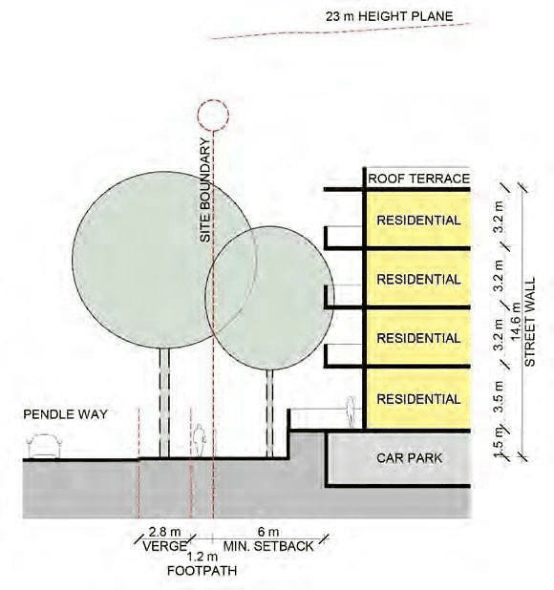 23 m HEIGHT PLANE
SITE BOUNDARY
ROOF TERRACE
RESIDENTIAL
3.2 m
RESIDENTIAL
3.2 m
RESIDENTIAL
3.2 m
14.6 m
STREET WALL
RESIDENTIAL
3.5 m
PENDLE WAY
CAR PARK
1.5 m
2.8 m
VERGE
1.2 m
FOOTPATH
6 m
MIN. SETBACK